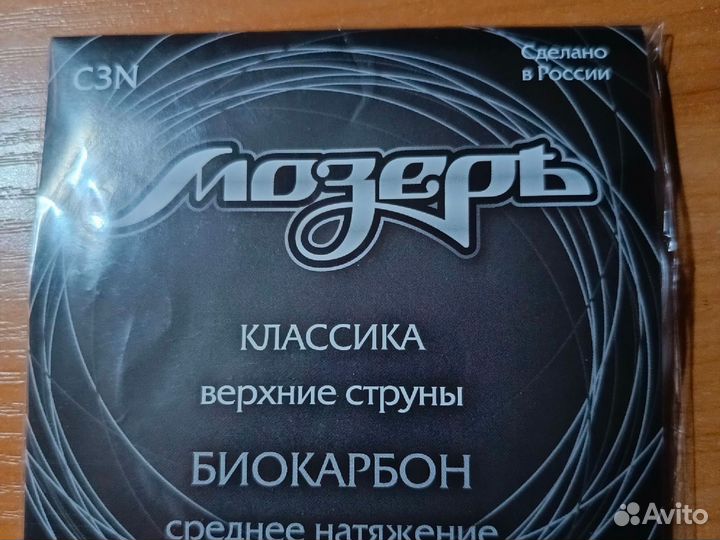 C3N
Сделано
в России
Мозеръ
КЛАССИКА
верхние струны
БИОКАРБОН
среднее натяжение
Avito